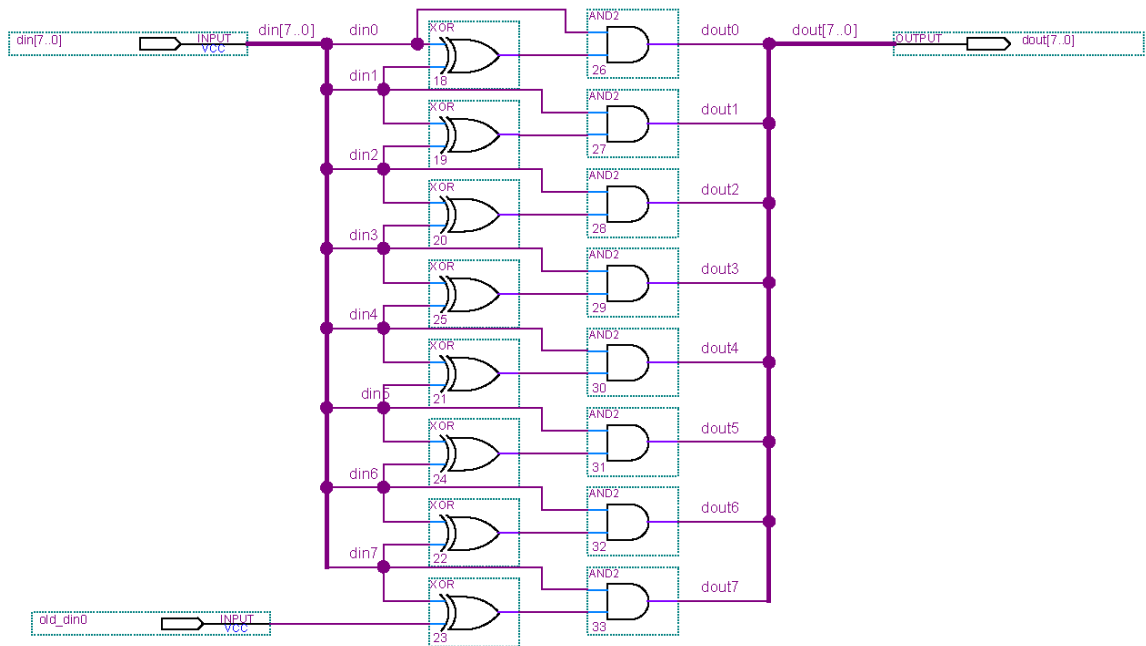 din[7..0]
INPUT
VCC
din[7..0]
din0
XOR
18
AND2
26
dout0
dout[7..0]
OUTPUT
dout[7..0]
din1
XOR
19
AND2
27
dout1
din2
XOR
20
AND2
28
dout2
din3
XOR
25
AND2
29
dout3
din4
XOR
21
AND2
30
dout4
din5
XOR
24
AND2
31
dout5
din6
XOR
22
AND2
32
dout6
din7
XOR
23
AND2
33
dout7
old_din0
INPUT
VCC